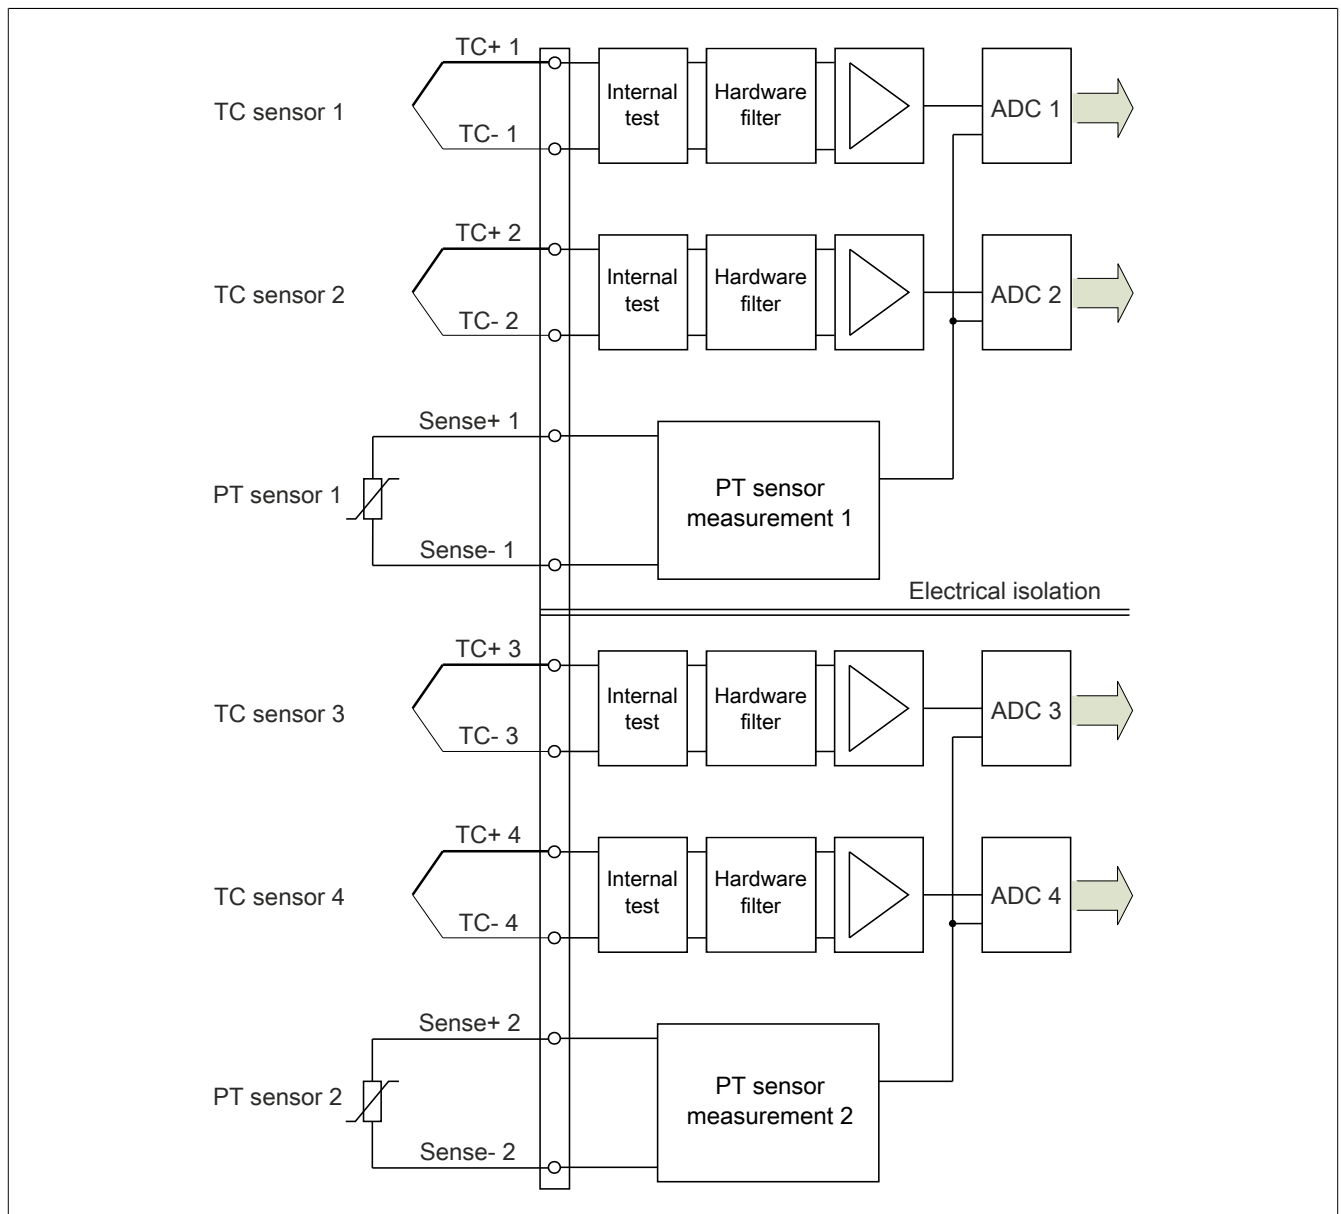 TC+ 1
TC sensor 1
TC- 1
Internal
test
Hardware
filter
ADC 1
TC+ 2
TC sensor 2
TC- 2
Internal
test
Hardware
filter
ADC 2
Sense+ 1
PT sensor 1
Sense- 1
PT sensor
measurement 1
Electrical isolation
TC+ 3
TC sensor 3
TC- 3
Internal
test
Hardware
filter
ADC 3
TC+ 4
TC sensor 4
TC- 4
Internal
test
Hardware
filter
ADC 4
Sense+ 2
PT sensor 2
Sense- 2
PT sensor
measurement 2